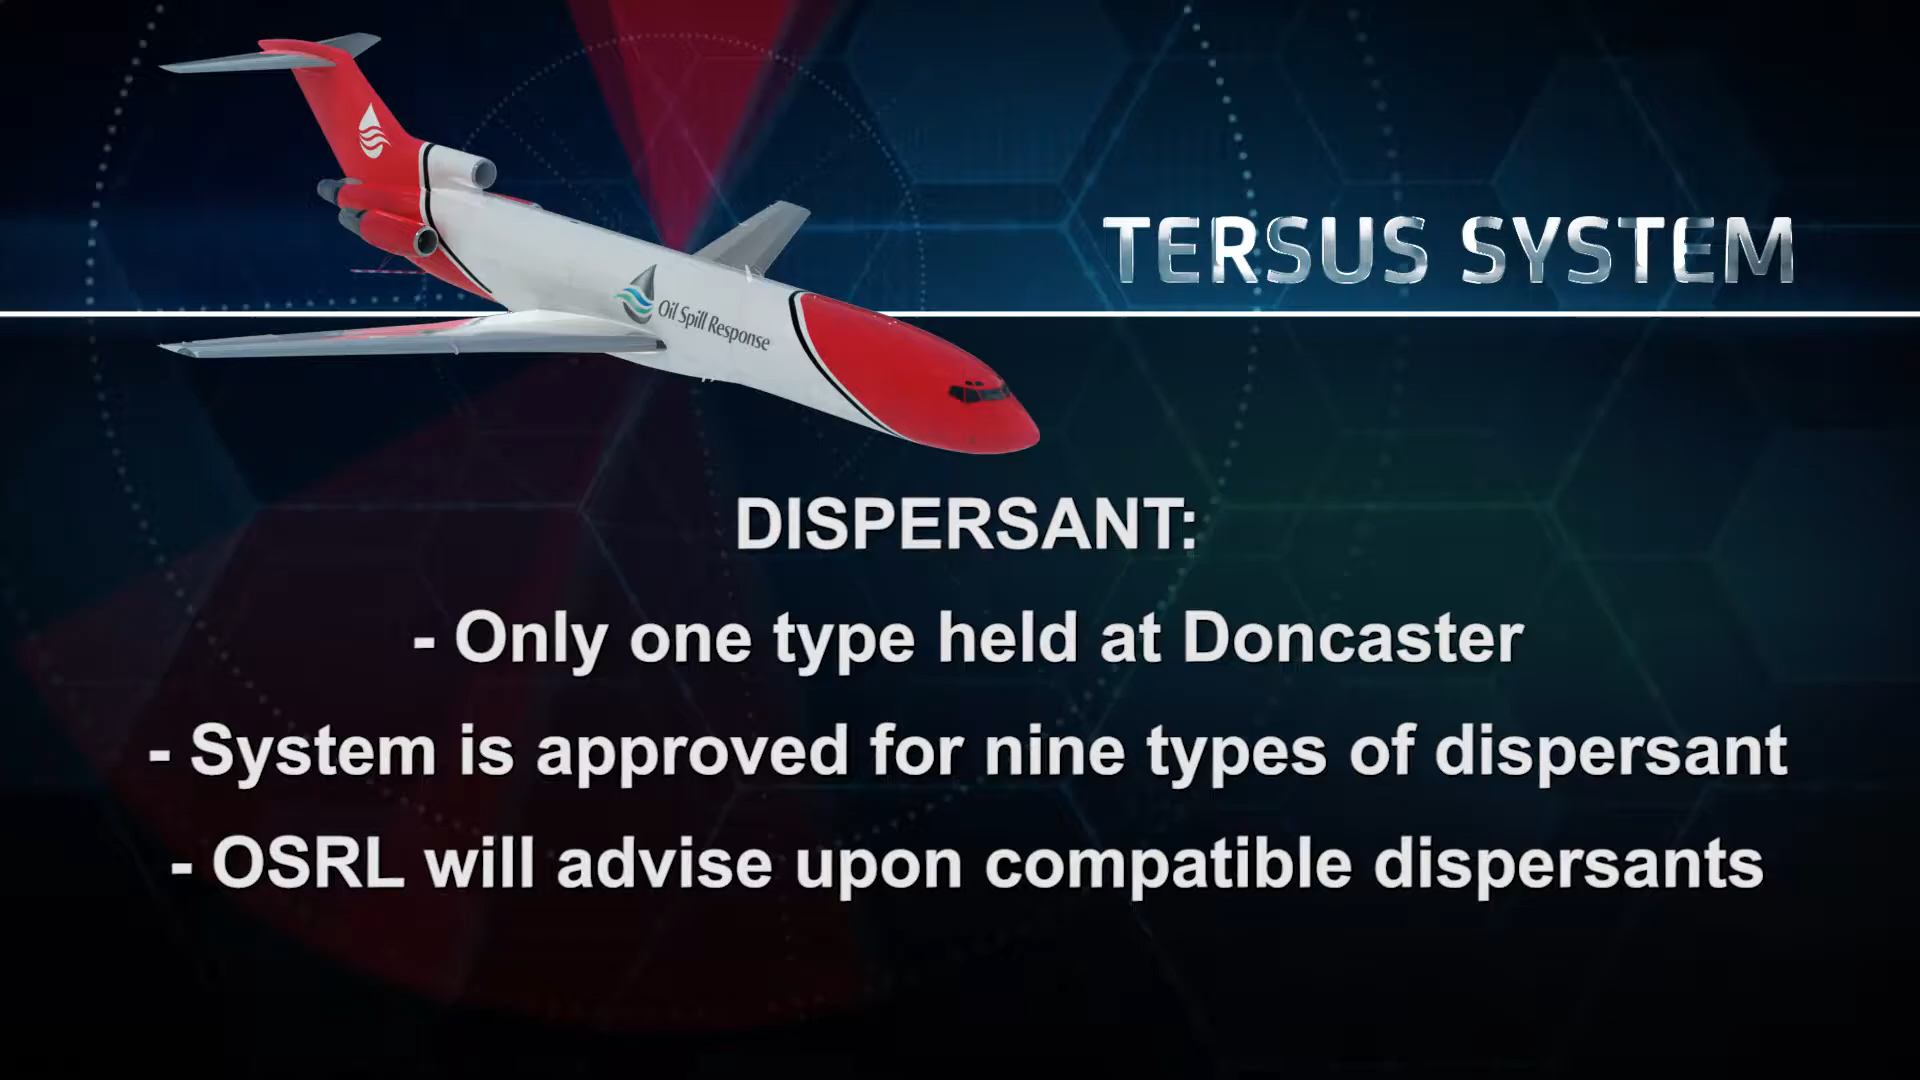 TERSUS SYSTEM
Oil Spill Response
DISPERSANT:
- Only one type held at Doncaster
- System is approved for nine types of dispersant
- OSRL will advise upon compatible dispersants